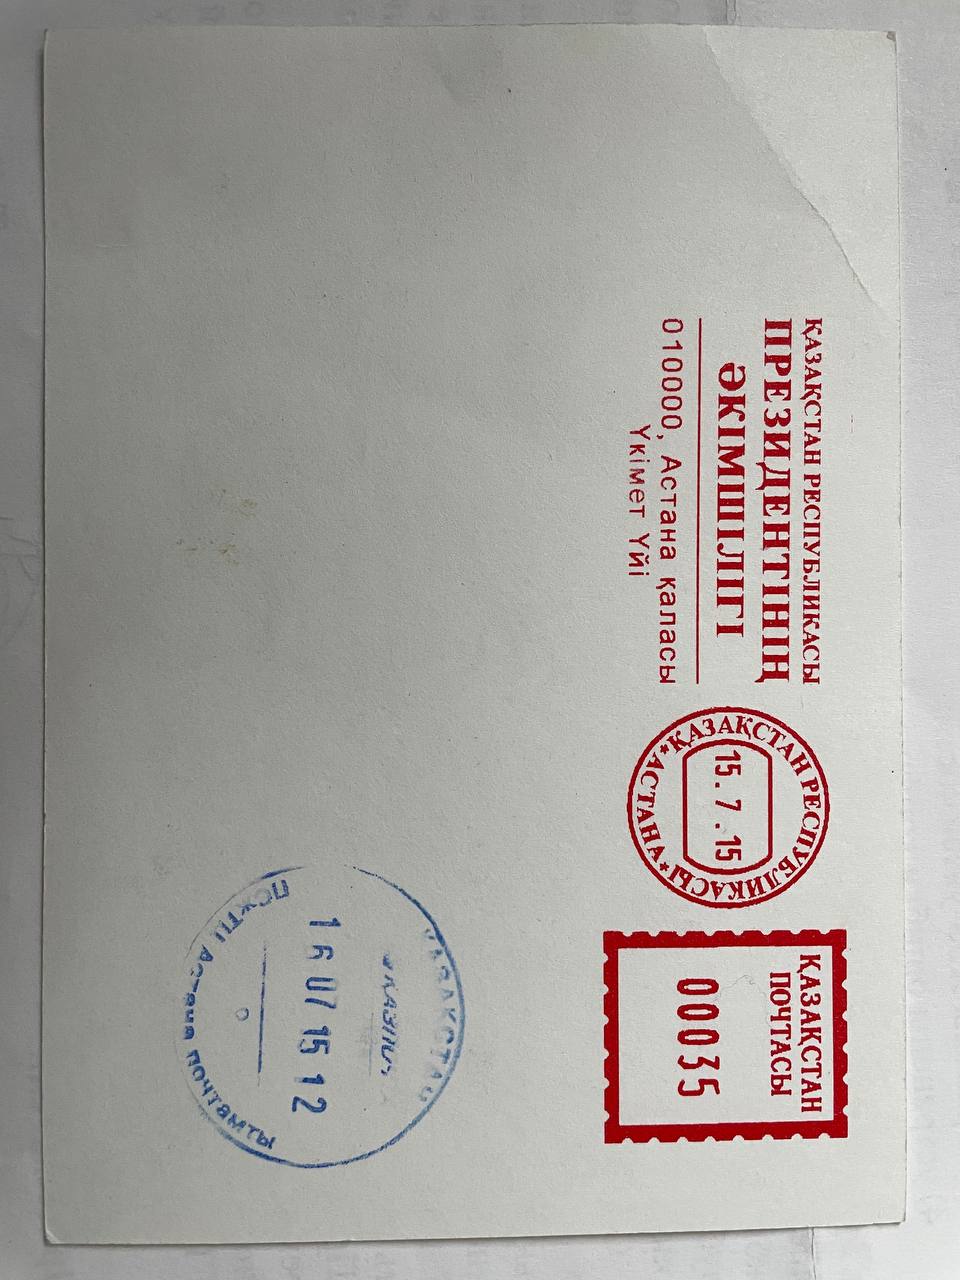 ҚАЗАҚСТАН РЕСПУБЛИКАСЫ
ПРЕЗИДЕНТІНІҢ
ӘКІМШІЛІГІ
010000, Астана қаласы
Үкімет Үйі
ҚАЗАҚСТАН РЕСПУБЛИКАСЫ
15.7.15
*АСТАНА*
ҚАЗАҚСТАН
ПОЧТАСЫ
00035
ҚАЗАҚСТАН
16 07 15 12
Астана почтамты